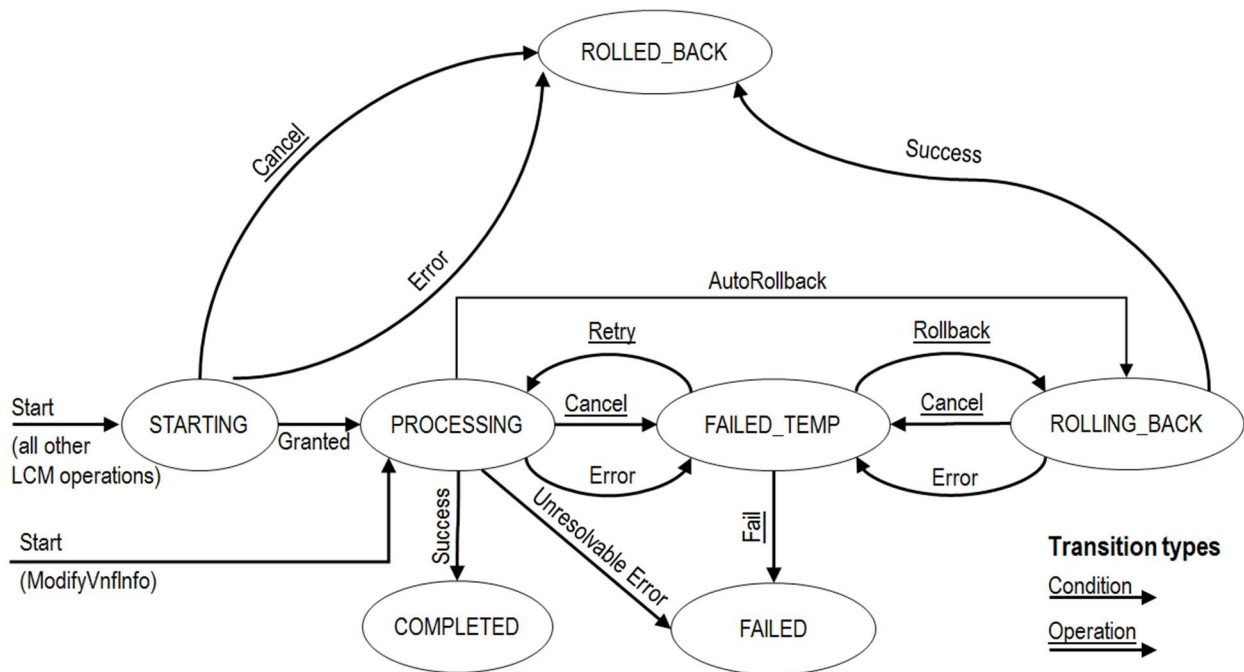 ROLLED_BACK
Cancel
Success
Error
AutoRollback
Retry
Rollback
Start
(all other
LCM operations)
STARTING
Granted
PROCESSING
Cancel
FAILED_TEMP
Cancel
ROLLING_BACK
Error
Error
Start
(ModifyVnfInfo)
Success
Unresolvable Error
Fail
COMPLETED
FAILED
Transition types
Condition
Operation